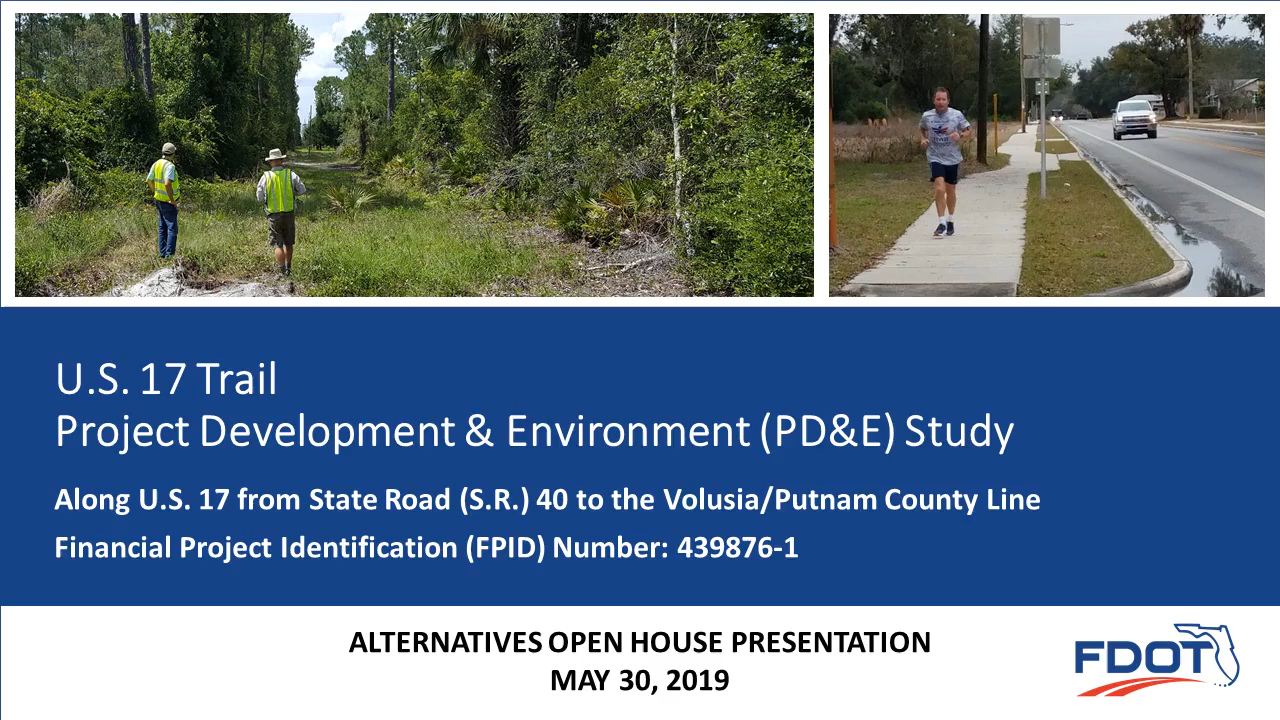 U.S. 17 Trail
Project Development & Environment (PD&E) Study
Along U.S. 17 from State Road (S.R.) 40 to the Volusia/Putnam County Line
Financial Project Identification (FPID) Number: 439876-1
ALTERNATIVES OPEN HOUSE PRESENTATION
MAY 30, 2019
FDOT